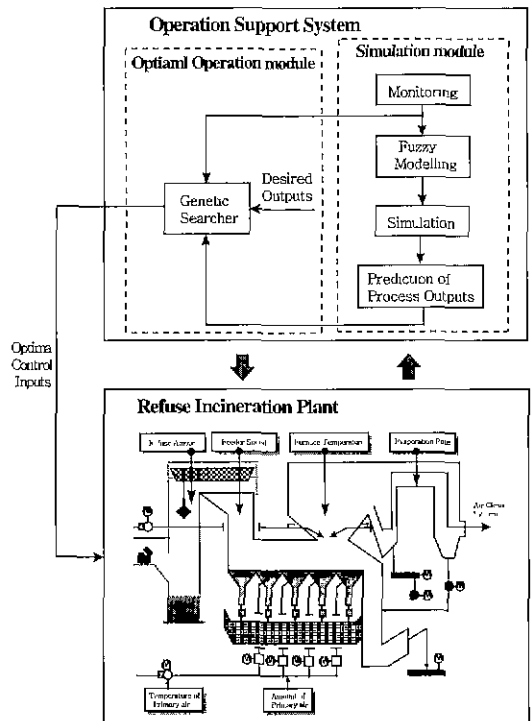 Operation Support System
Optiaml Operation module
Simulation module
Monitoring
Fuzzy
Modelling
Desired
Outputs
Genetic
Searcher
Simulation
Prediction of
Process Outputs
Optima
Control
Inputs
Refuse Incineration Plant
Feeder Speed
Furnace Temperature
Evaporation Rate
Temperature of
Primary air
Amount of
Primary air